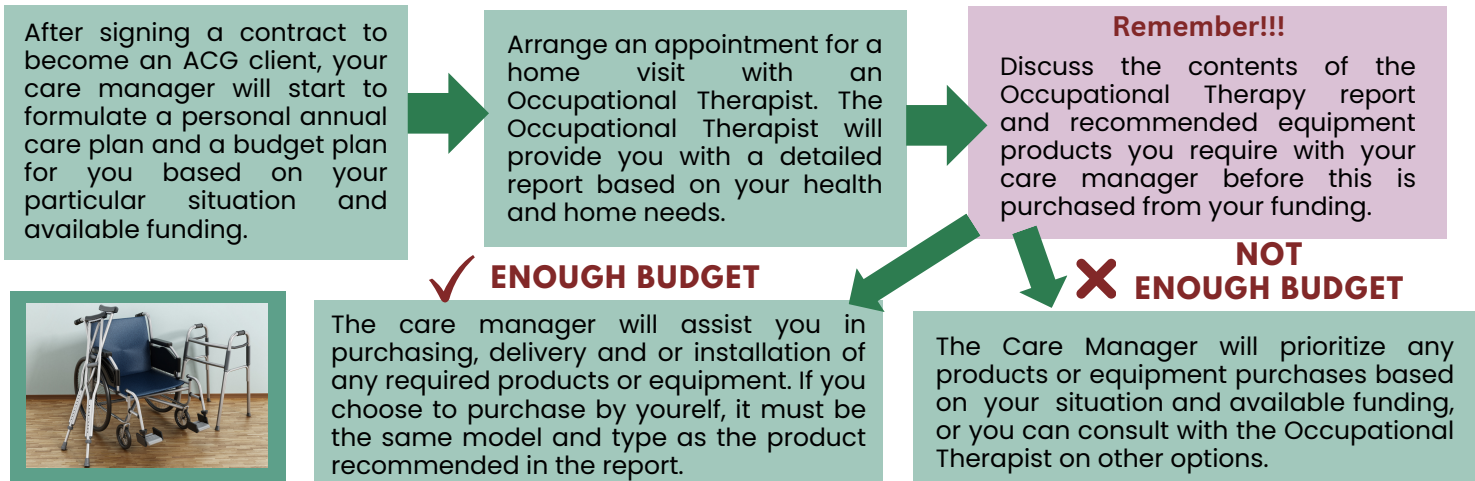 After signing a contract to
become an ACG client, your
care manager will start to
formulate a personal annual
care plan and a budget plan
for you based on your
particular situation and
available funding.
Arrange an appointment for a
home visit with an
Occupational Therapist. The
Occupational Therapist will
provide you with a detailed
report based on your health
and home needs.
Remember!!!
Discuss the contents of the
Occupational Therapy report
and recommended equipment
products you require with your
care manager before this is
purchased from your funding.
ENOUGH BUDGET
The care manager will assist you in
purchasing, delivery and or installation of
any required products or equipment. If you
choose to purchase by yourelf, it must be
the same model and type as the product
recommended in the report.
NOT
ENOUGH BUDGET
The Care Manager will prioritize any
products or equipment purchases based
on your situation and available funding,
or you can consult with the Occupational
Therapist on other options.